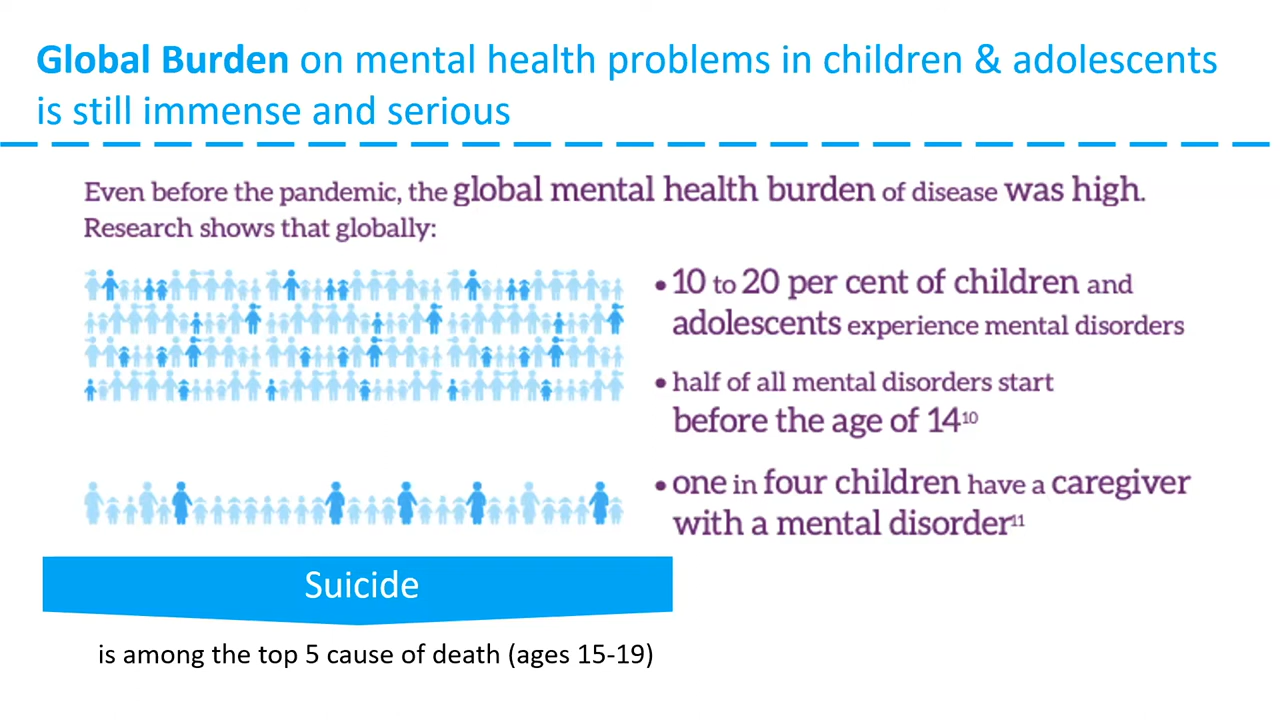 Global Burden on mental health problems in children & adolescents
is still immense and serious
Even before the pandemic, the global mental health burden of disease was high.
Research shows that globally:
• 10 to 20 per cent of children and
adolescents experience mental disorders
• half of all mental disorders start
before the age of 14¹⁰
• one in four children have a caregiver
with a mental disorder¹¹
Suicide
is among the top 5 cause of death (ages 15-19)